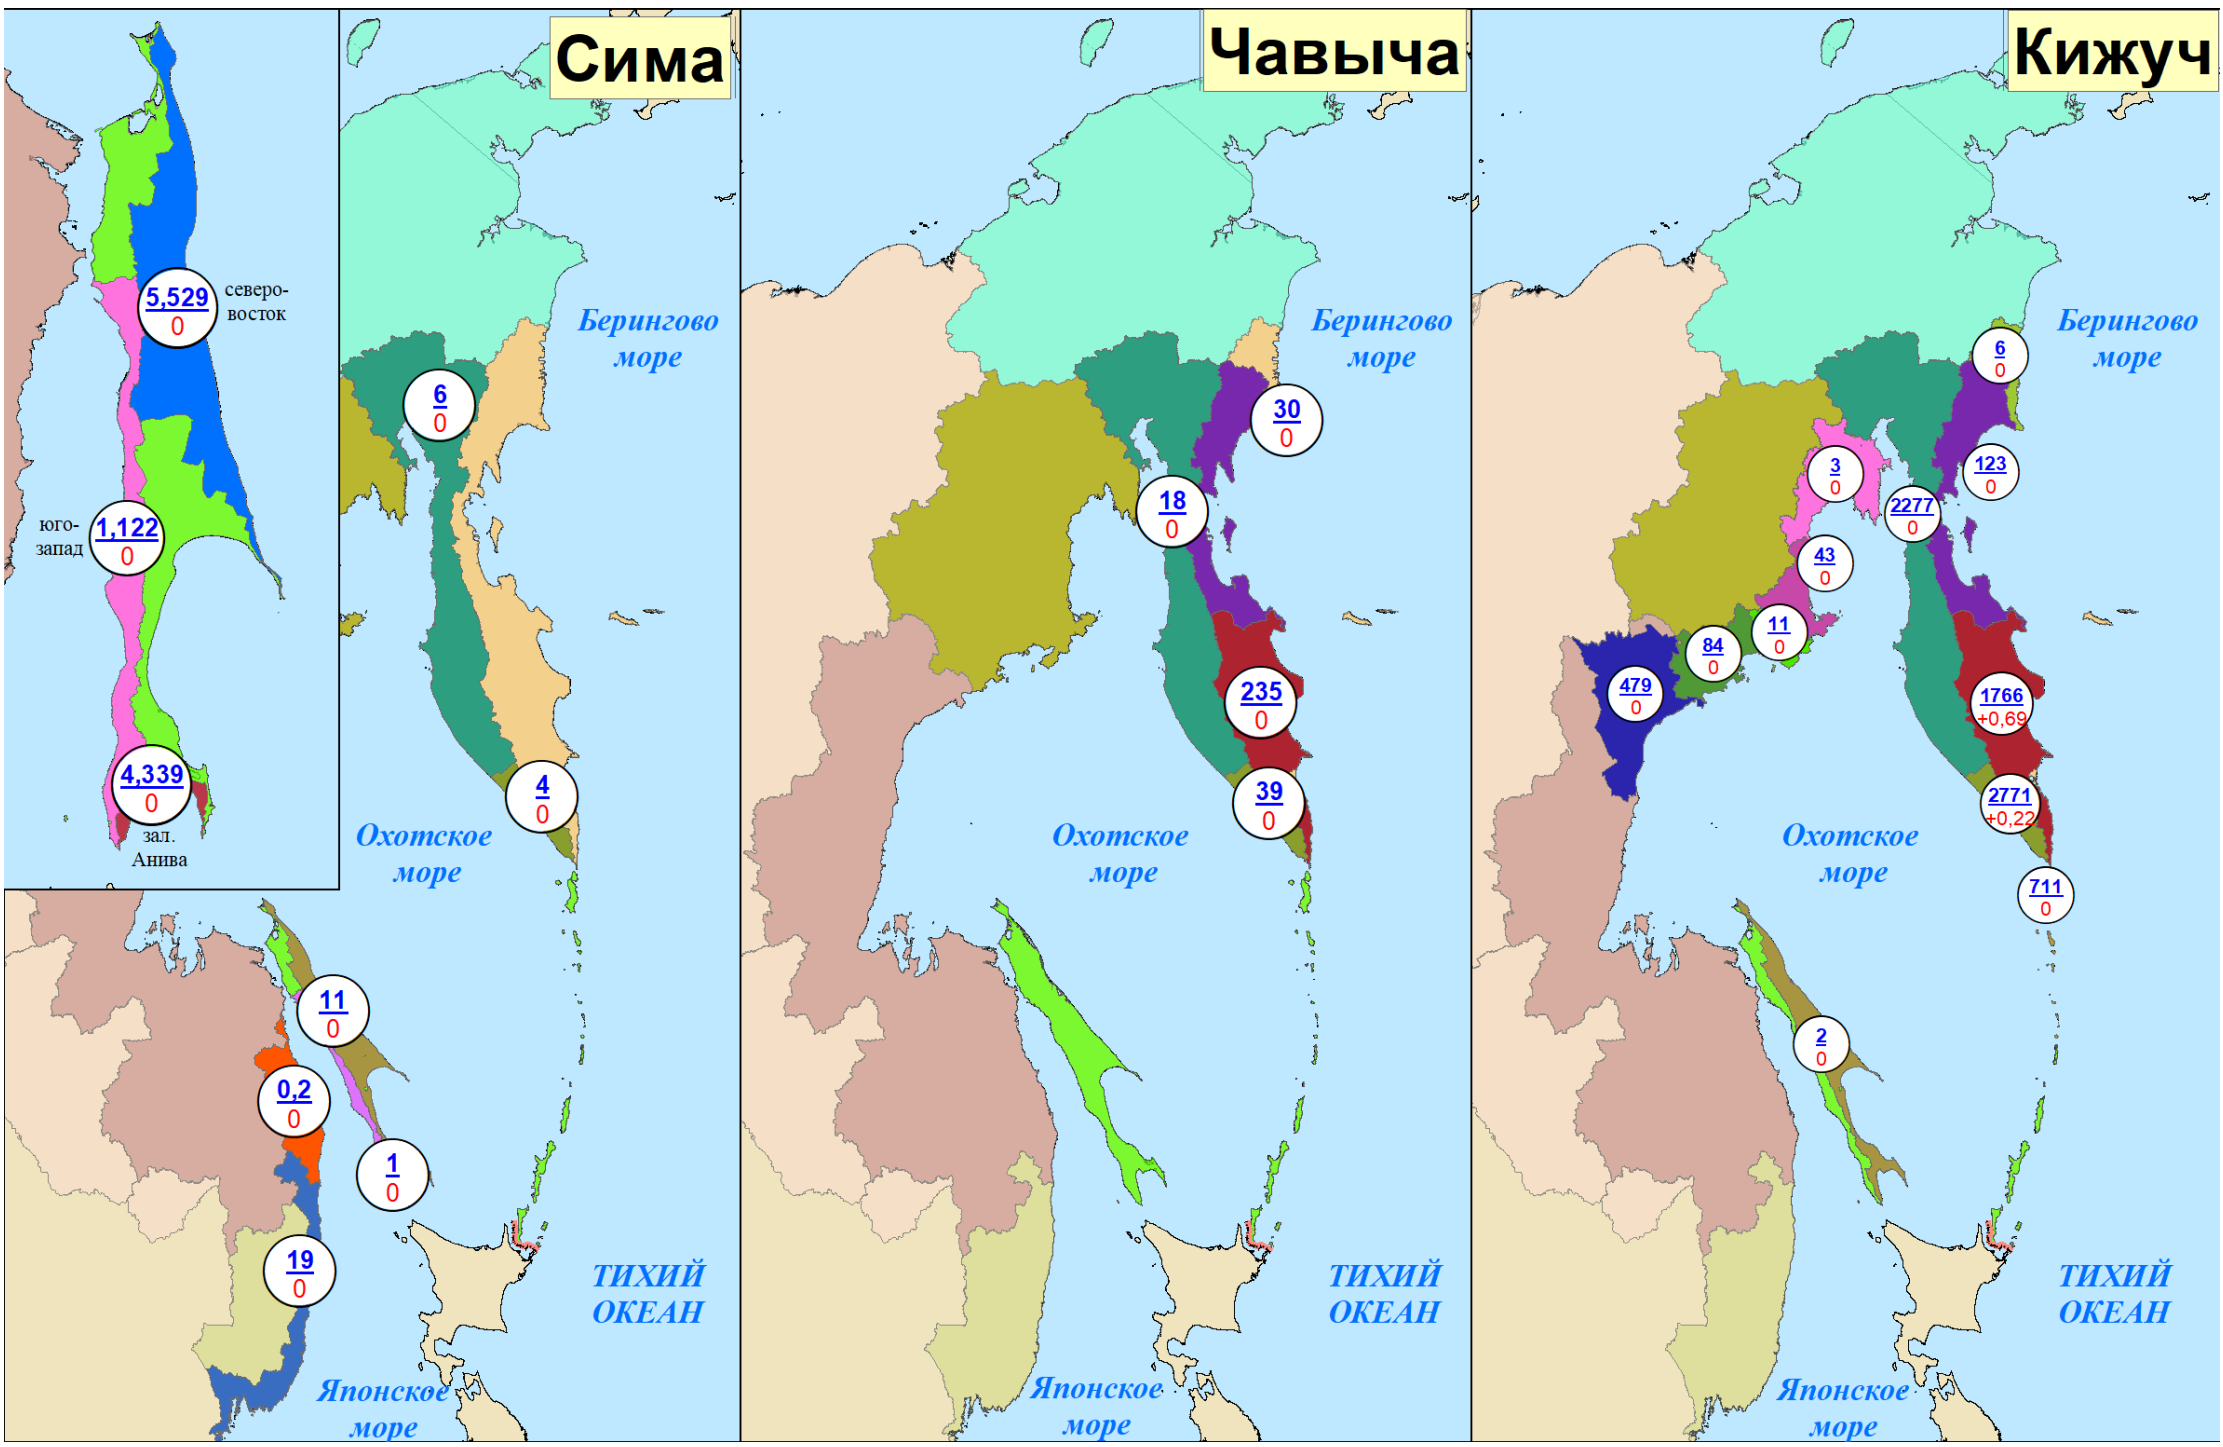 Сима
5,529
0
северо-
восток
юго-
запад
1,122
0
4,339
0
зал.
Анива
Берингово
море
6
0
4
0
Охотское
море
11
0
0,2
0
1
0
19
0
ТИХИЙ
ОКЕАН
Японское
море
Чавыча
Берингово
море
30
0
18
0
235
0
39
0
Охотское
море
ТИХИЙ
ОКЕАН
Японское
море
Кижуч
Берингово
море
6
0
123
0
3
0
2277
0
43
0
11
0
84
0
479
0
1766
+0,69
2771
+0,22
Охотское
море
711
0
2
0
ТИХИЙ
ОКЕАН
Японское
море